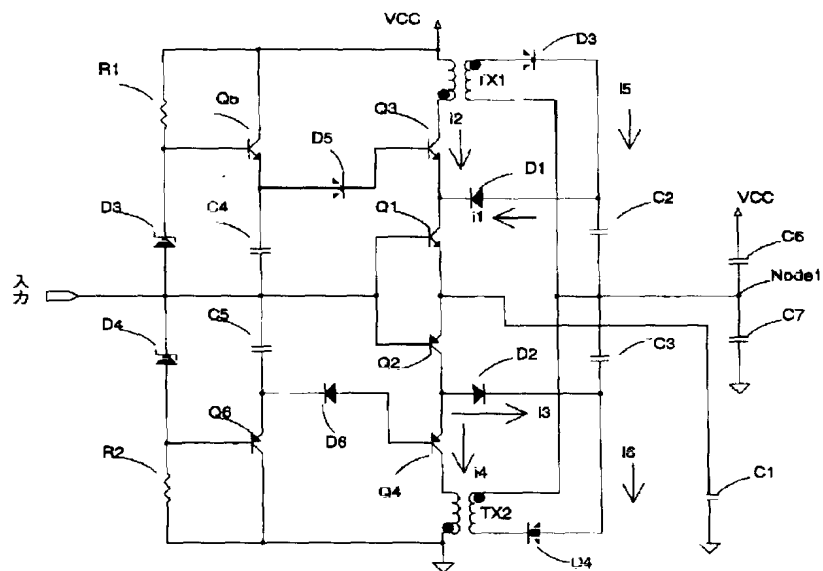 VCC
D3
R1
TX1
Qb
Q3
I5
i2
D5
D1
C2
VCC
D3
C4
Q1
i1
C6
入力
Node1
D4
C5
C7
Q2
D2
C3
I3
Q6
D6
R2
Q4
i4
I6
C1
TX2
D4